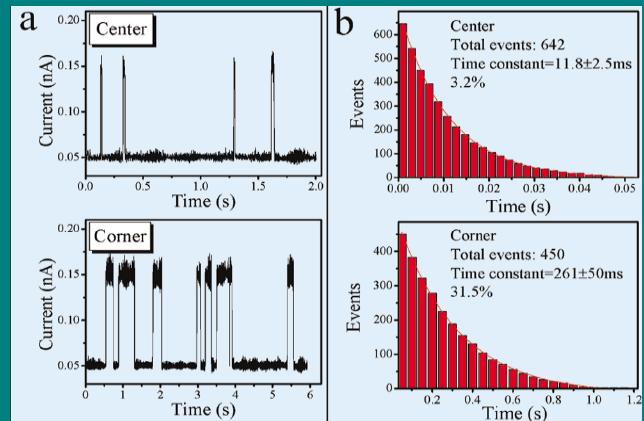 a
Center
0.20
0.15
0.10
0.05
Current (nA)
0.0 0.5 1.0 1.5 2.0
Time (s)
Corner
0.20
0.15
0.10
0.05
Current (nA)
0 1 2 3 4 5 6
Time (s)
b
Center
Total events: 642
Time constant=11.8±2.5ms
3.2%
600
500
400
300
200
100
0
Events
0.00 0.01 0.02 0.03 0.04 0.05
Time (s)
Corner
Total events: 450
Time constant=261±50ms
31.5%
400
300
200
100
0
Events
0.2 0.4 0.6 0.8 1.0 1.2
Time (s)